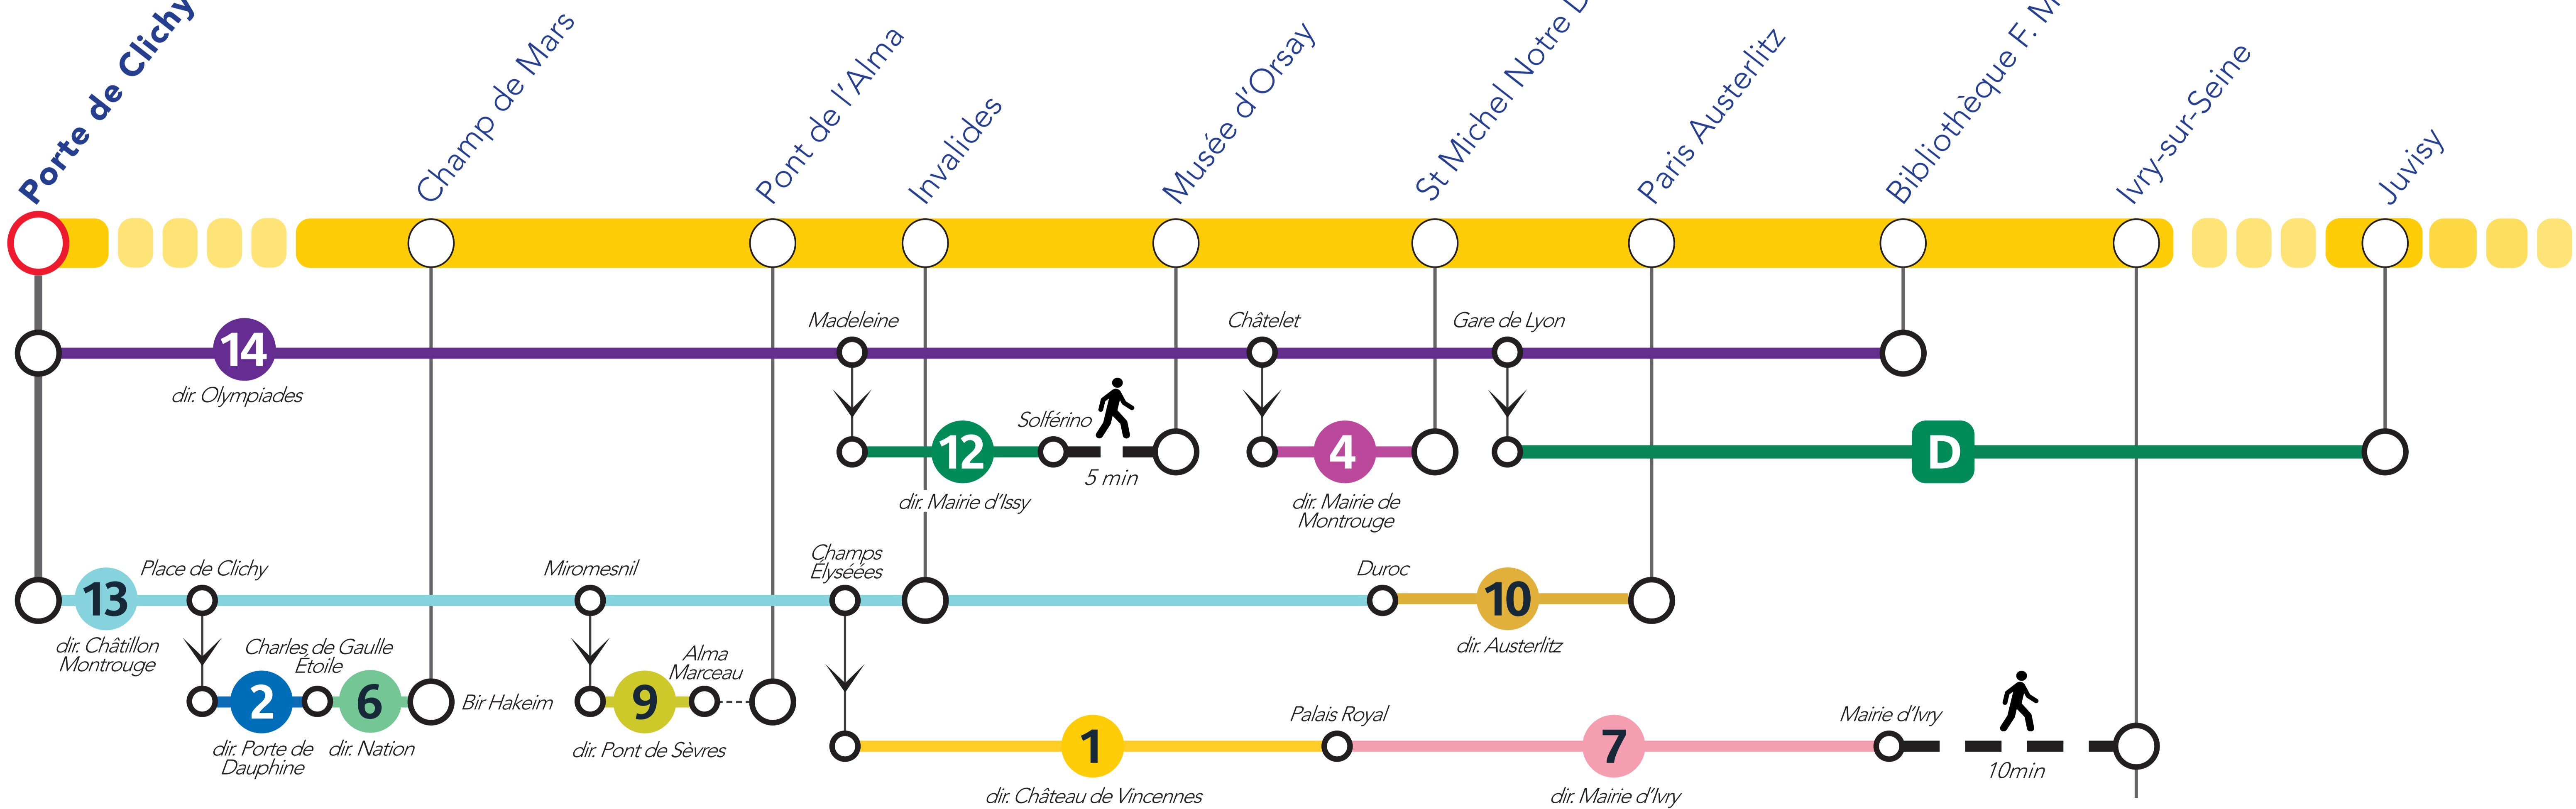 Porte de Clichy
Champ de Mars
Pont de l'Alma
Invalides
Musée d'Orsay
St Michel Notre
Paris Austerlitz
Bibliothèque F.
Ivry-sur-Seine
Juvisy
Madeleine
Châtelet
Gare de Lyon
14
dir. Olympiades
Solférino
12
5 min
4
D
dir. Mairie d'Issy
dir. Mairie de
Montrouge
Place de Clichy
Miromesnil
Champs
Élyséées
Duroc
13
10
dir. Châtillon
Montrouge
dir. Austerlitz
Charles de Gaulle
Étoile
Alma
Marceau
2
6
Bir Hakeim
9
Palais Royal
Mairie d'Ivry
dir. Porte de
Dauphine
dir. Nation
dir. Pont de Sèvres
1
7
10min
dir. Château de Vincennes
dir. Mairie d'Ivry